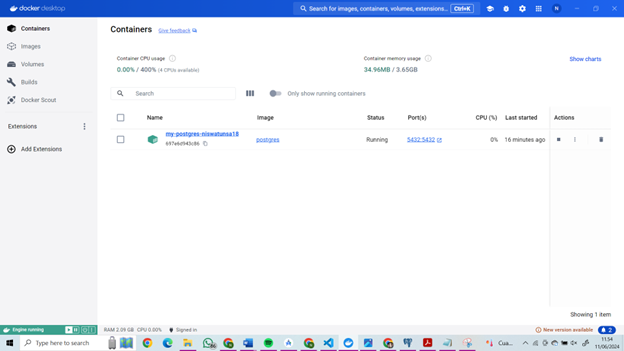 docker desktop
Search for images, containers, volumes, extensions... Ctrl+K
N
Containers
Images
Volumes
Builds
Docker Scout
Extensions
Add Extensions
Containers Give feedback
Container CPU usage
0.00% / 400% (4 CPUs available)
Container memory usage
34.96MB / 3.65GB
Show charts
Search
Only show running containers
Name Image Status Port(s) CPU (%) Last started Actions
my-postgres-niswatunsa18
697e6d943c86
postgres Running 5432:5432 0% 16 minutes ago
Showing 1 item
Engine running RAM 2.09 GB CPU 0.00% Signed in New version available 2
Type here to search
Cua...
11.54
11/06/2024